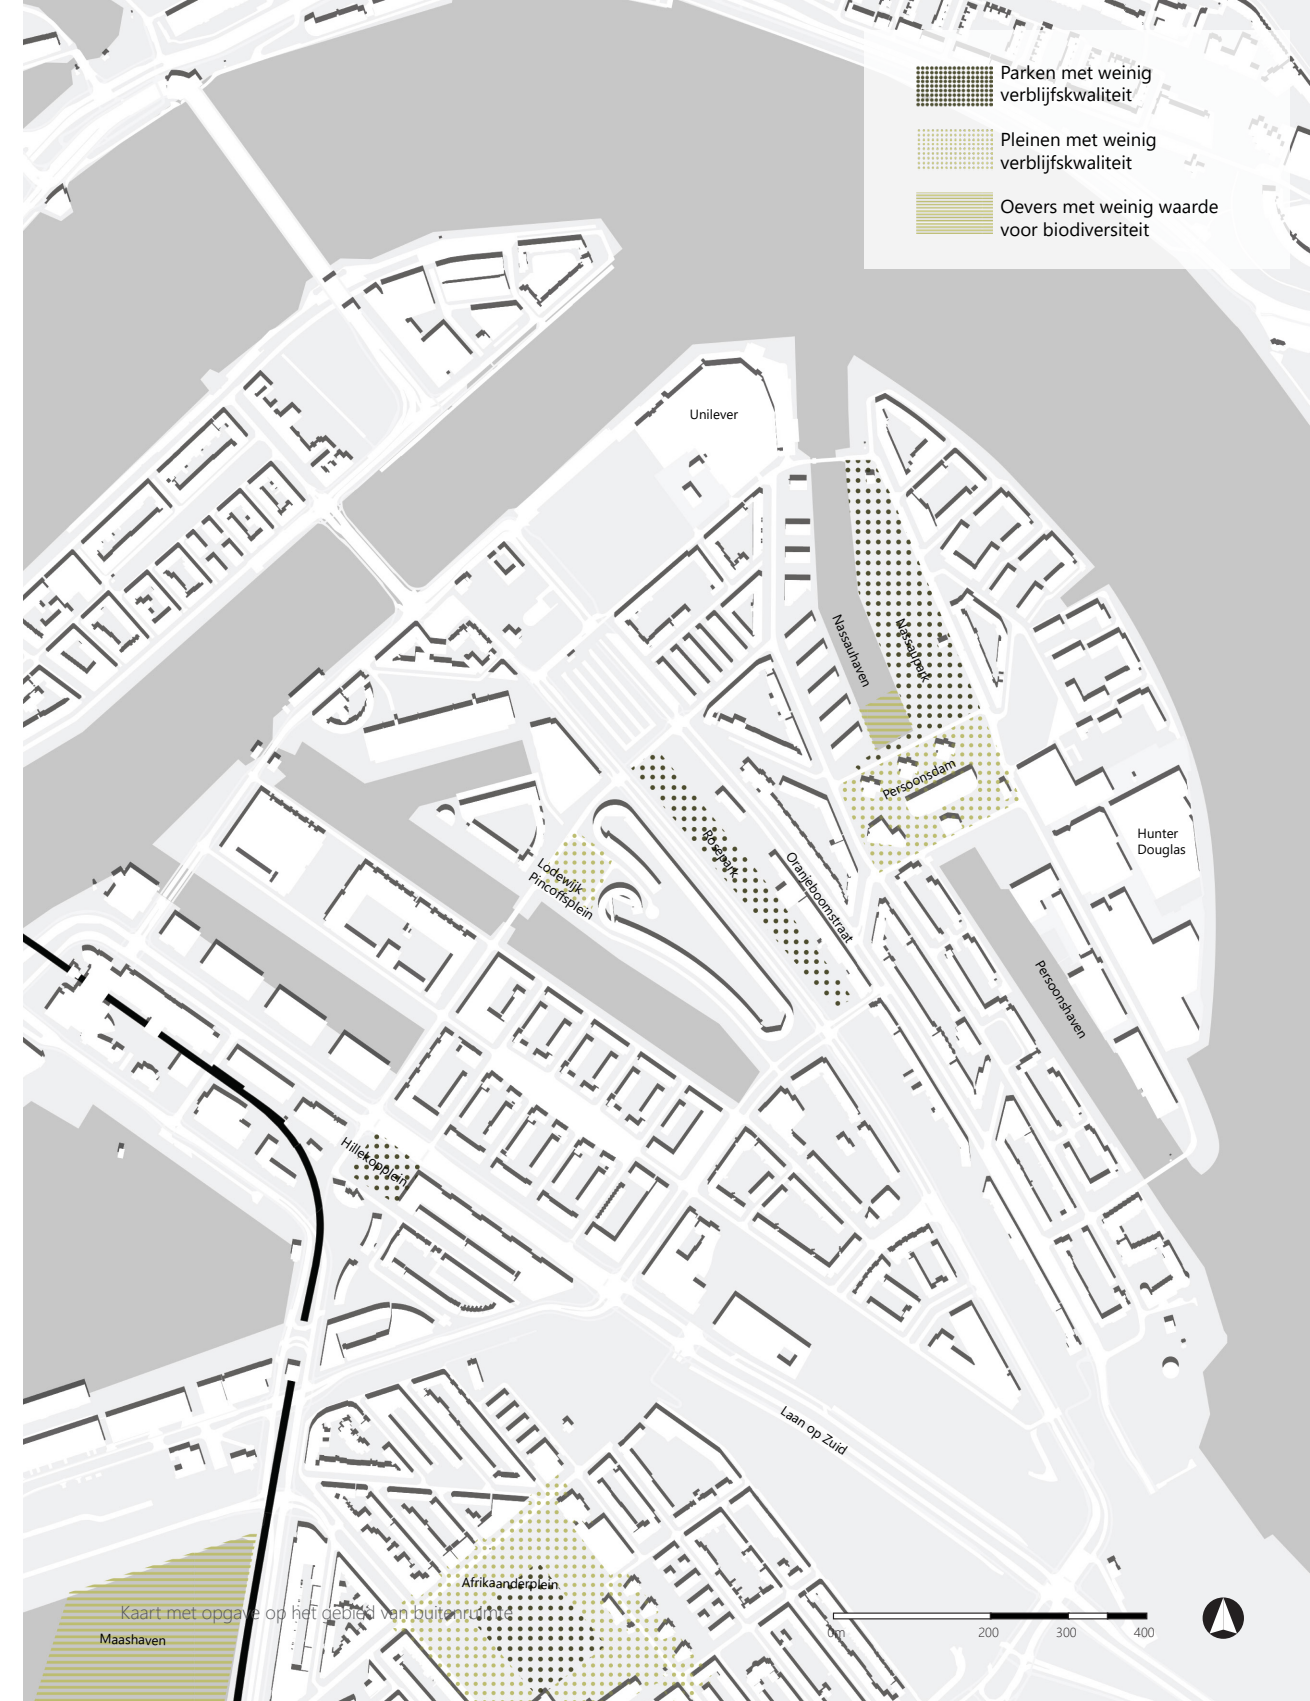 Parken met weinig
verblijfskwaliteit
Pleinen met weinig
verblijfskwaliteit
Oevers met weinig waarde
voor biodiversiteit
Unilever
Nassauhaven
Nassaupark
Persoonsdam
Hunter
Douglas
Rosepark
Lodewijk
Pincoffsplein
Oranjeboomstraat
Persoonshaven
Hillekopplein
Laan op Zuid
Afrikaanderplein
Kaart met opgave op het gebied van buitenruimte
Maashaven
0m 200 300 400